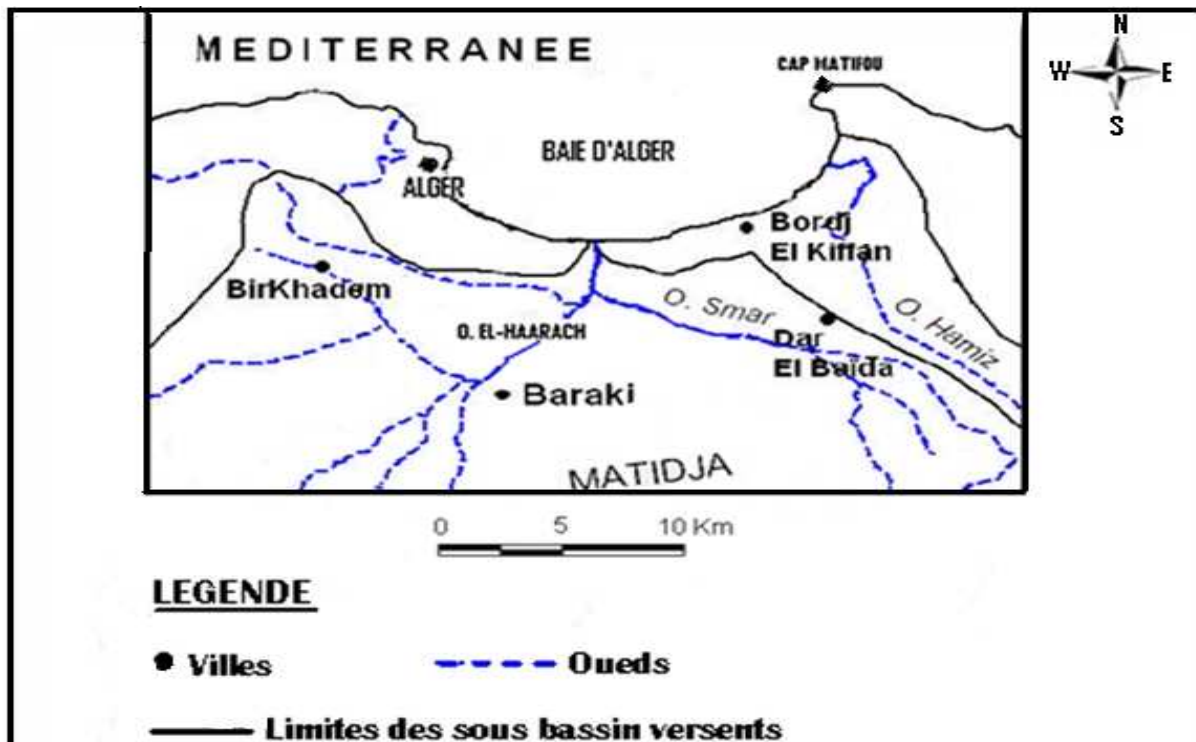 MEDITERRANEE
N
W E
S
CAP MATIFOU
BAIE D'ALGER
ALGER
Bordj
El Kiffan
BirKhadem
O. Smar
O. Hamiz
O. EL-HAARACH
Dar
El Baida
Baraki
MATIDJA
0 5 10 Km
LEGENDE
Villes
Oueds
Limites des sous bassin versents